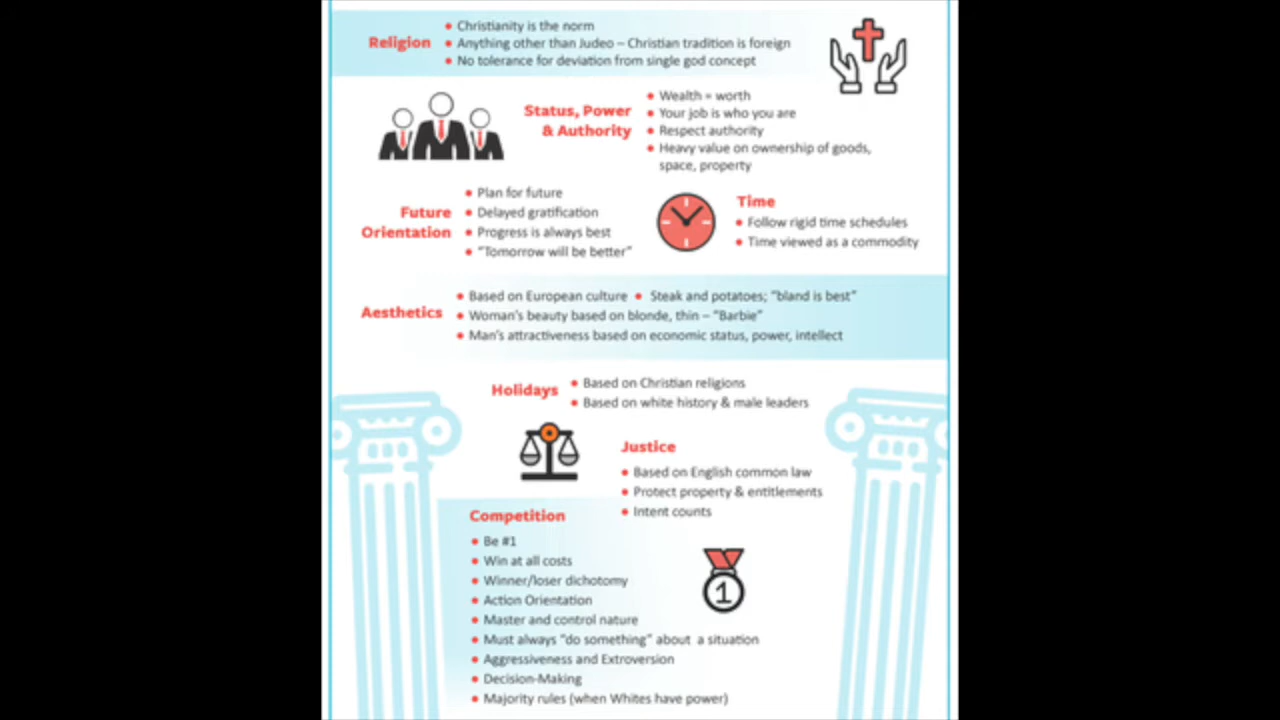 Religion
• Christianity is the norm
• Anything other than Judeo – Christian tradition is foreign
• No tolerance for deviation from single god concept
Status, Power
& Authority
• Wealth = worth
• Your job is who you are
• Respect authority
• Heavy value on ownership of goods,
space, property
Future
Orientation
• Plan for future
• Delayed gratification
• Progress is always best
• “Tomorrow will be better”
Time
• Follow rigid time schedules
• Time viewed as a commodity
Aesthetics
• Based on European culture • Steak and potatoes; “bland is best”
• Woman’s beauty based on blonde, thin – “Barbie”
• Man’s attractiveness based on economic status, power, intellect
Holidays
• Based on Christian religions
• Based on white history & male leaders
Justice
• Based on English common law
• Protect property & entitlements
• Intent counts
Competition
• Be #1
• Win at all costs
• Winner/loser dichotomy
• Action Orientation
• Master and control nature
• Must always “do something” about a situation
• Aggressiveness and Extroversion
• Decision-Making
• Majority rules (when Whites have power)
1